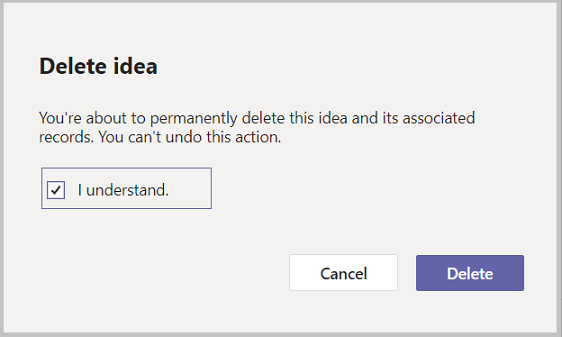 Delete idea
You're about to permanently delete this idea and its associated
records. You can't undo this action.
I understand.
Cancel
Delete